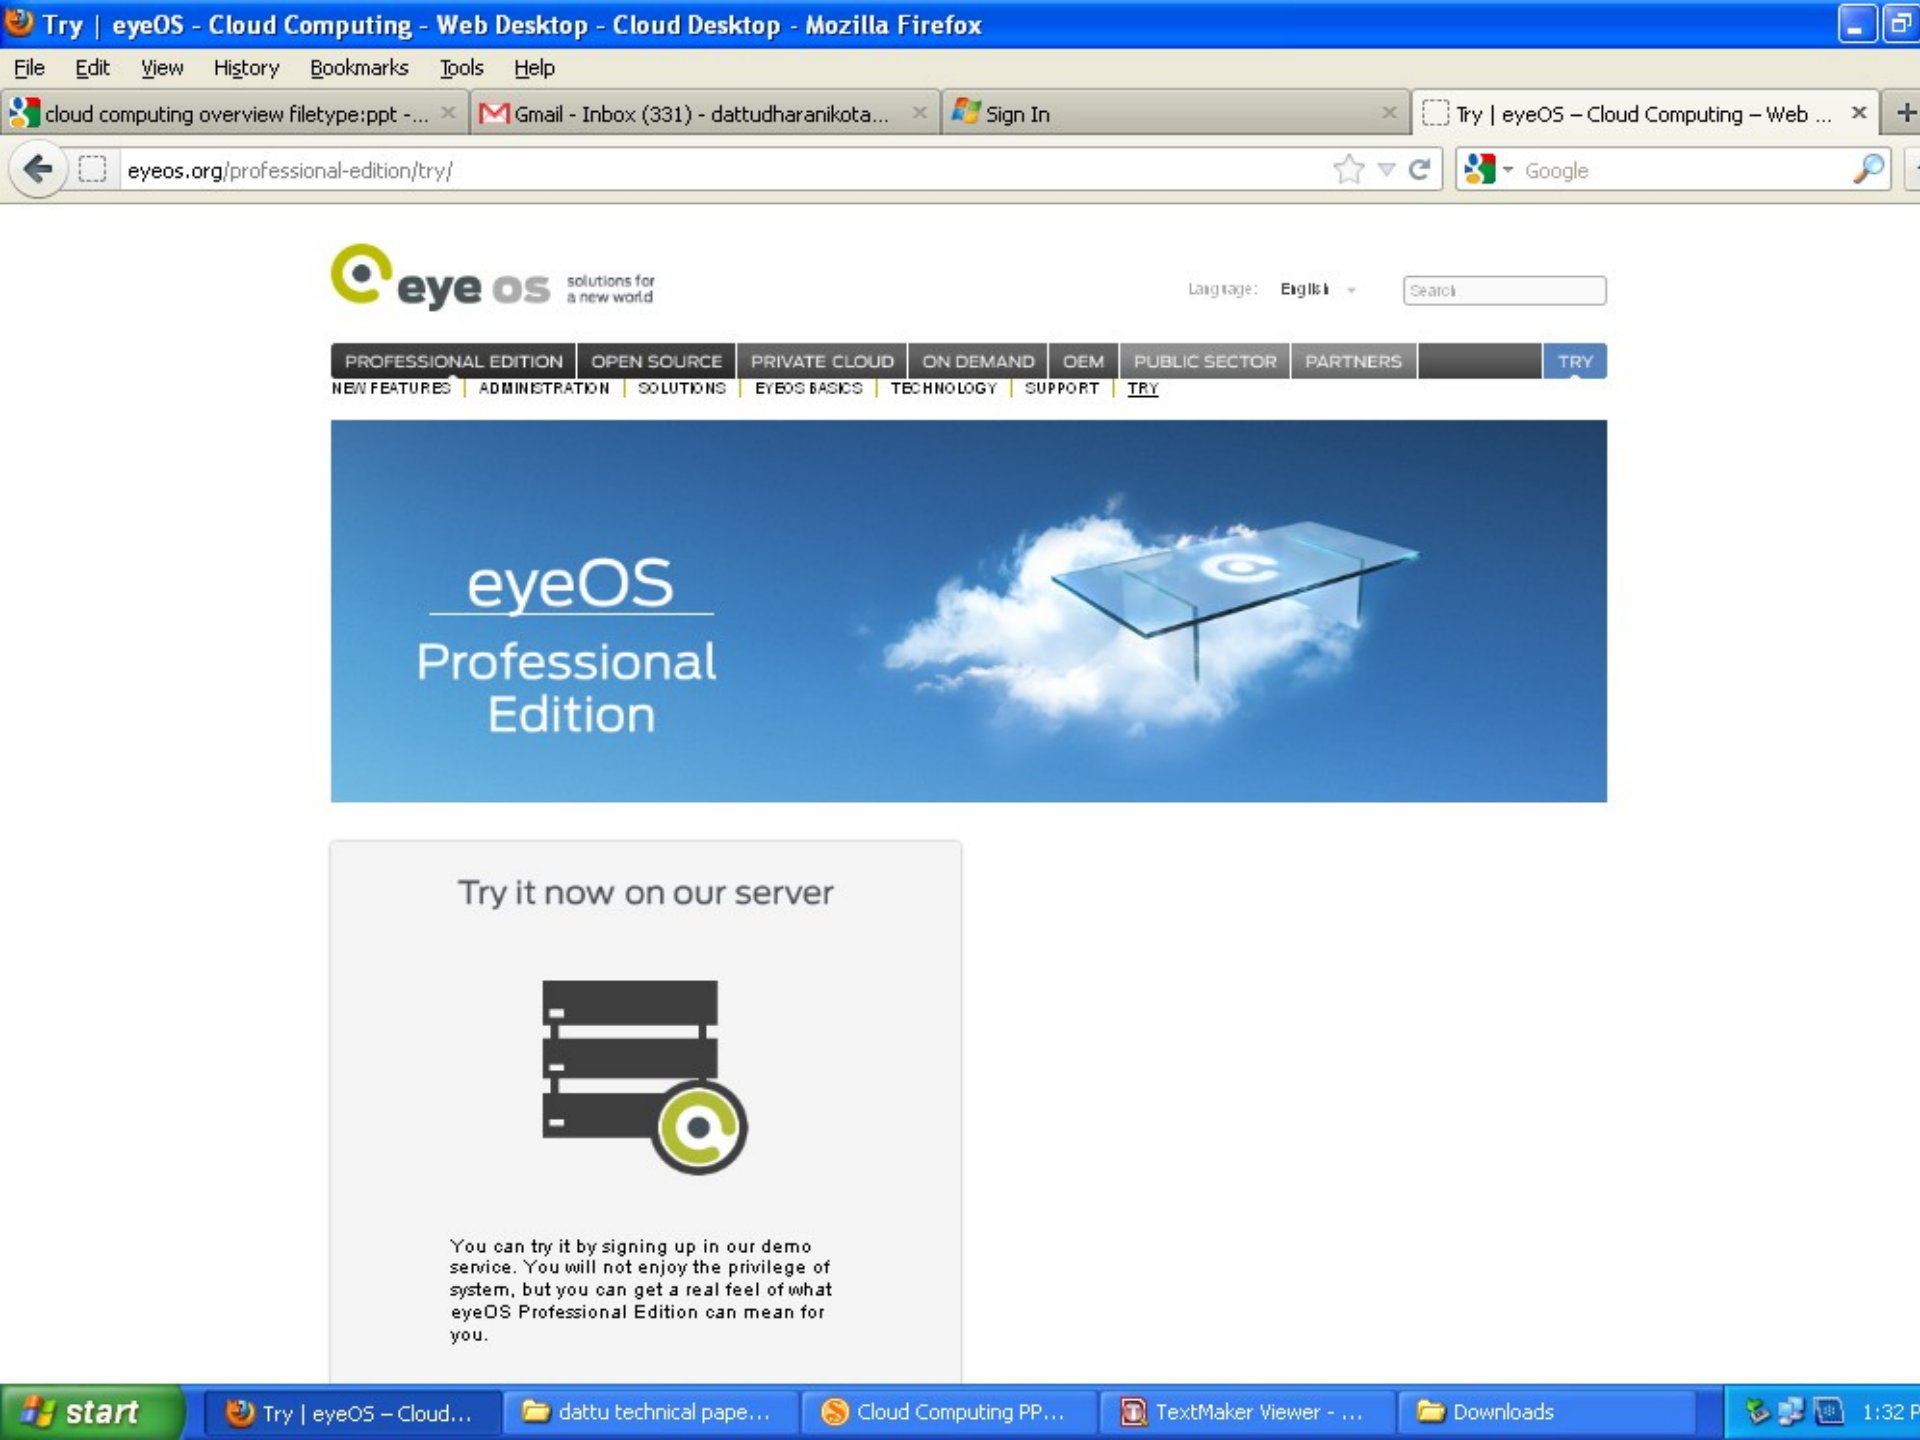 Try | eyeOS - Cloud Computing - Web Desktop - Cloud Desktop - Mozilla Firefox
File Edit View History Bookmarks Tools Help
cloud computing overview filetype:ppt -... Gmail - Inbox (331) - dattudharanikota... Sign In Try | eyeOS – Cloud Computing – Web ...
eyeos.org/professional-edition/try/ Google
eye os solutions for
a new world
Language: English Search
PROFESSIONAL EDITION OPEN SOURCE PRIVATE CLOUD ON DEMAND OEM PUBLIC SECTOR PARTNERS TRY
NEW FEATURES ADMINISTRATION SOLUTIONS EYEOS BASICS TECHNOLOGY SUPPORT TRY
eyeOS
Professional
Edition
Try it now on our server
You can try it by signing up in our demo
service. You will not enjoy the privilege of
system, but you can get a real feel of what
eyeOS Professional Edition can mean for
you.
start Try | eyeOS – Cloud... dattu technical pape... Cloud Computing PP... TextMaker Viewer - ... Downloads 1:32 P